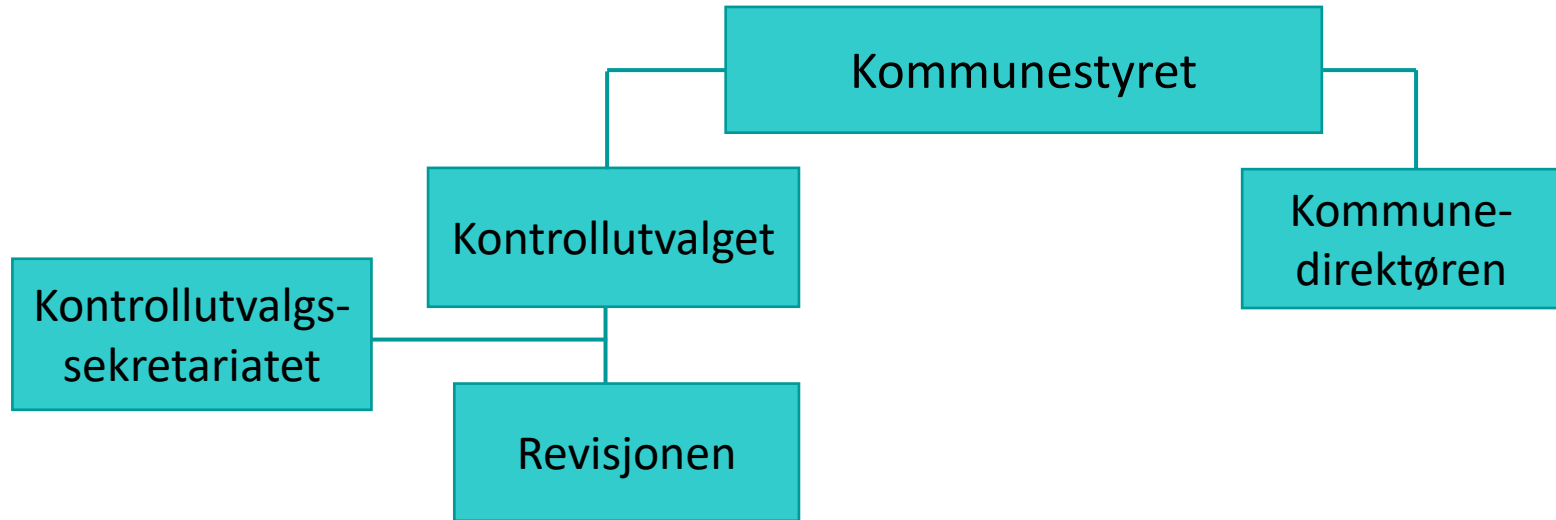 Kommunestyret
Kontrollutvalget
Kommune-
direktøren
Kontrollutvalgs-
sekretariatet
Revisjonen